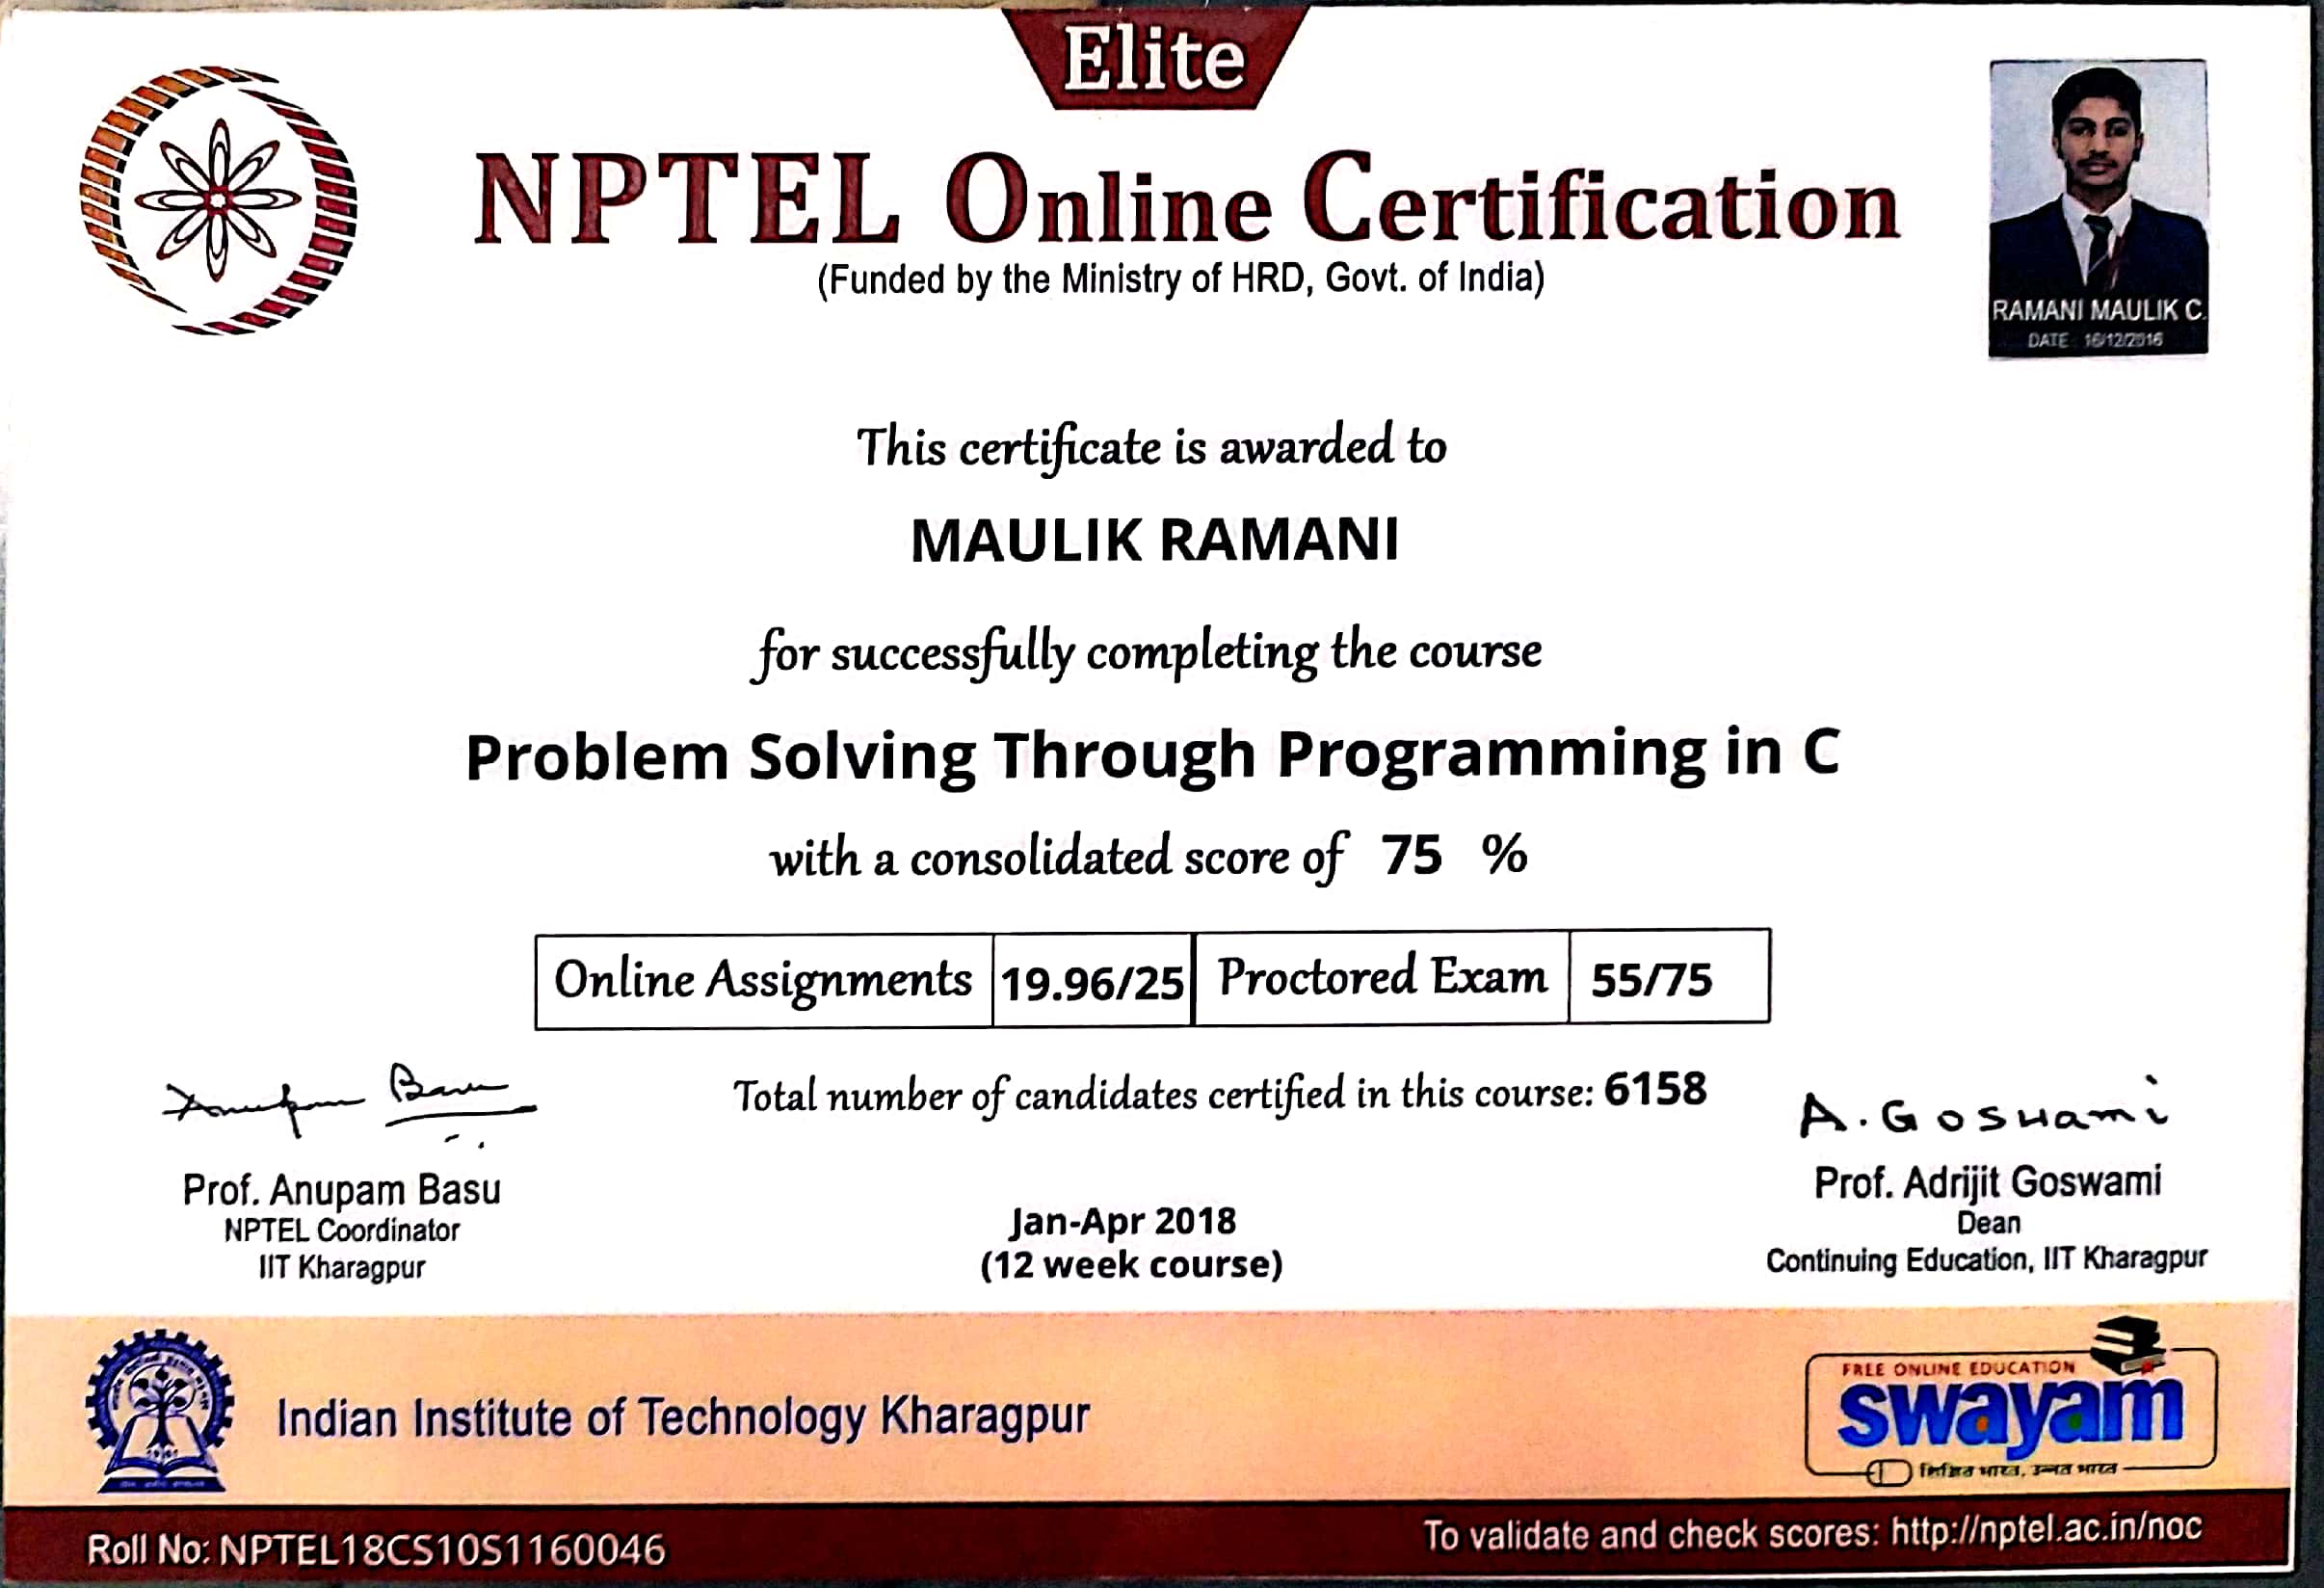 Elite
NPTEL Online Certification
(Funded by the Ministry of HRD, Govt. of India)
RAMANI MAULIK C.
DATE : 16/12/2016
This certificate is awarded to
MAULIK RAMANI
for successfully completing the course
Problem Solving Through Programming in C
with a consolidated score of 75 %
Online Assignments 19.96/25 Proctored Exam 55/75
Total number of candidates certified in this course: 6158
Anupam Basu
A. Goswami
Prof. Anupam Basu
NPTEL Coordinator
IIT Kharagpur
Jan-Apr 2018
(12 week course)
Prof. Adrijit Goswami
Dean
Continuing Education, IIT Kharagpur
Indian Institute of Technology Kharagpur
FREE ONLINE EDUCATION
swayam
शिक्षित भारत, उन्नत भारत
Roll No: NPTEL18CS10S1160046
To validate and check scores: http://nptel.ac.in/noc